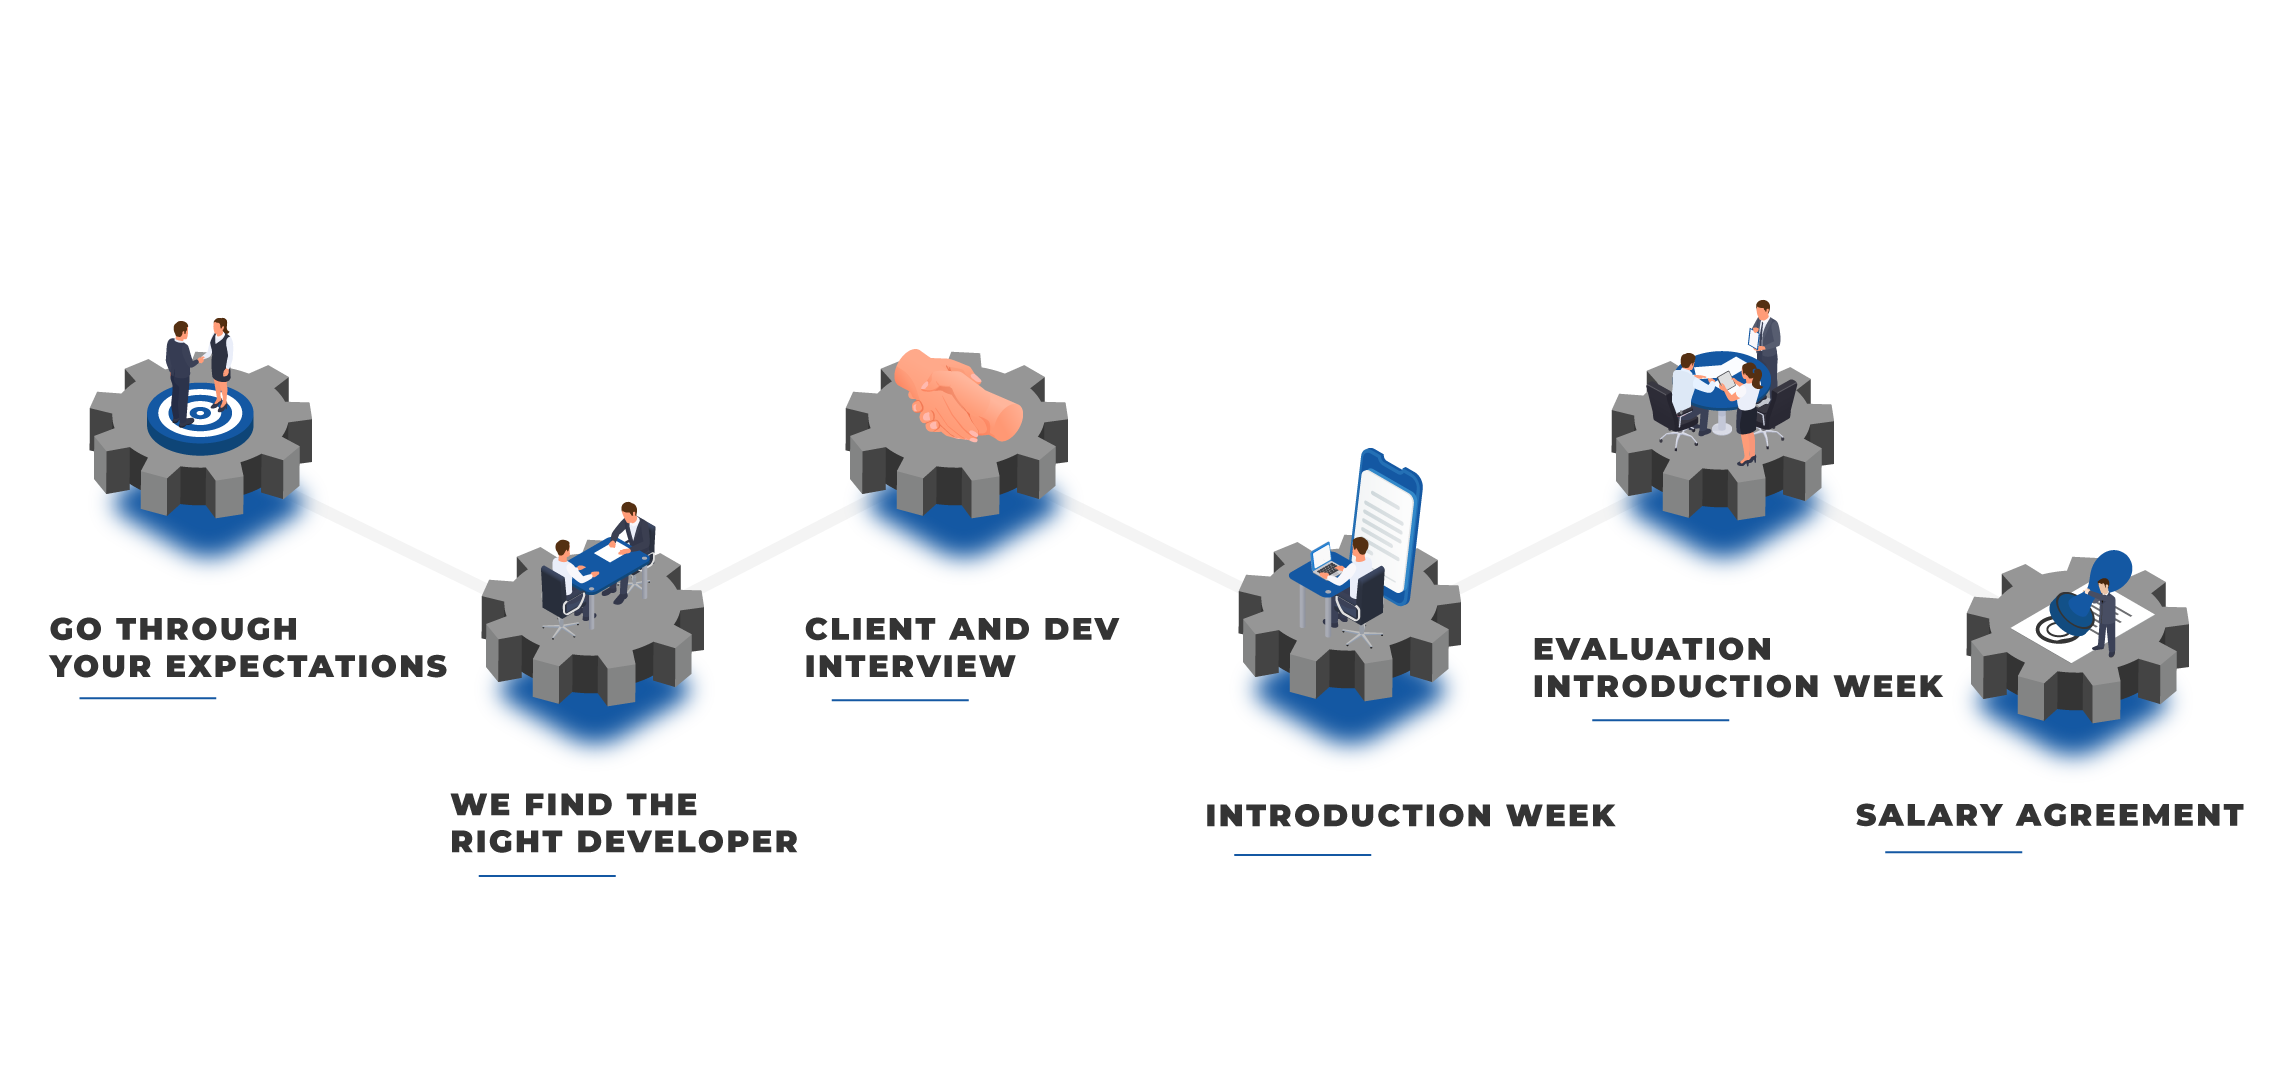 GO THROUGH
YOUR EXPECTATIONS
WE FIND THE
RIGHT DEVELOPER
CLIENT AND DEV
INTERVIEW
INTRODUCTION WEEK
EVALUATION
INTRODUCTION WEEK
SALARY AGREEMENT